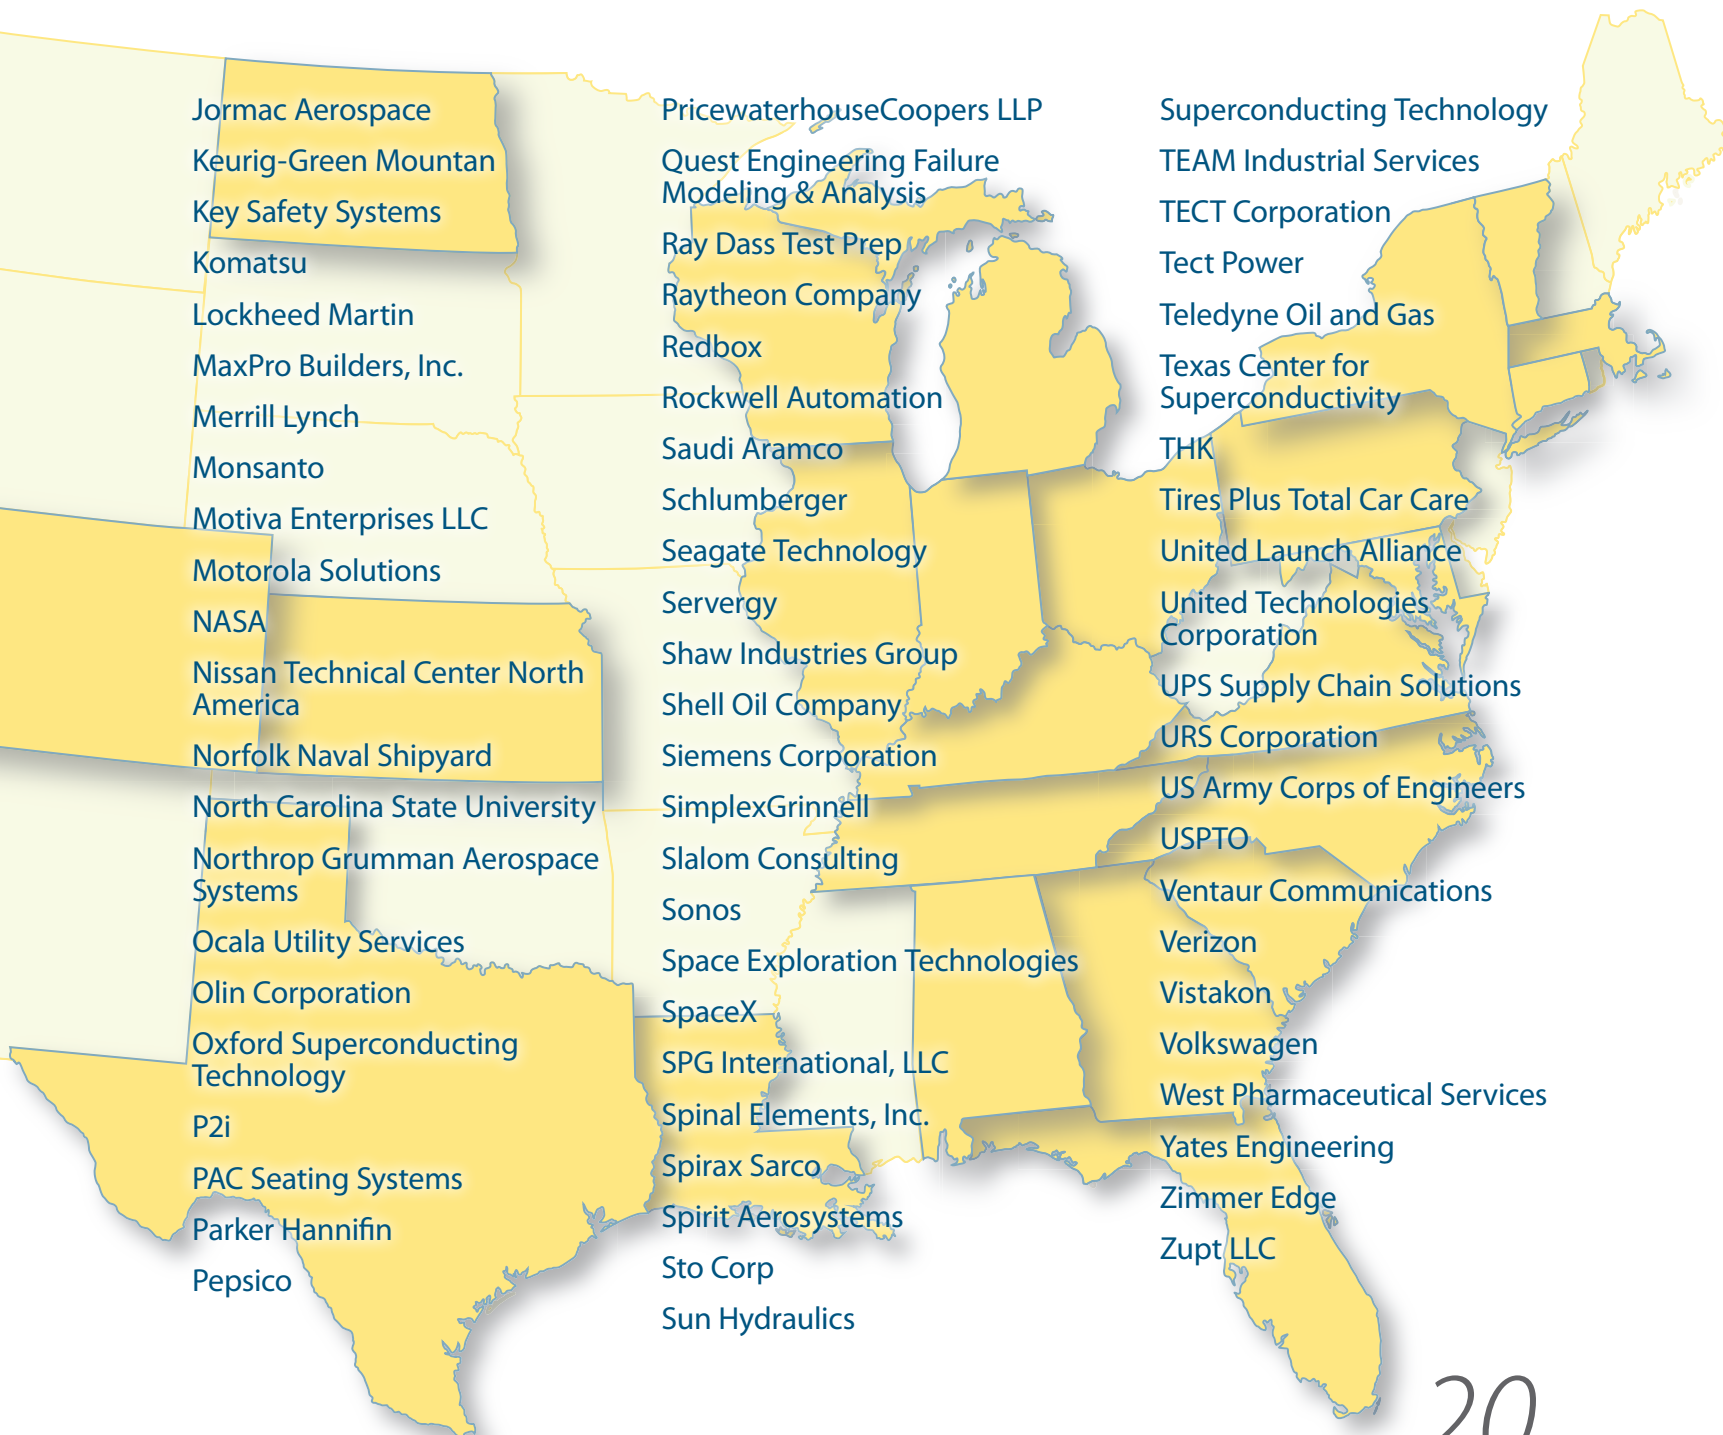 Jormac Aerospace
Keurig-Green Mountan
Key Safety Systems
Komatsu
Lockheed Martin
MaxPro Builders, Inc.
Merrill Lynch
Monsanto
Motiva Enterprises LLC
Motorola Solutions
NASA
Nissan Technical Center North
America
Norfolk Naval Shipyard
North Carolina State University
Northrop Grumman Aerospace
Systems
Ocala Utility Services
Olin Corporation
Oxford Superconducting
Technology
P2i
PAC Seating Systems
Parker Hannifin
Pepsico
PricewaterhouseCoopers LLP
Quest Engineering Failure
Modeling & Analysis
Ray Dass Test Prep
Raytheon Company
Redbox
Rockwell Automation
Saudi Aramco
Schlumberger
Seagate Technology
Servergy
Shaw Industries Group
Shell Oil Company
Siemens Corporation
SimplexGrinnell
Slalom Consulting
Sonos
Space Exploration Technologies
SpaceX
SPG International, LLC
Spinal Elements, Inc.
Spirax Sarco
Spirit Aerosystems
Sto Corp
Sun Hydraulics
Superconducting Technology
TEAM Industrial Services
TECT Corporation
Tect Power
Teledyne Oil and Gas
Texas Center for
Superconductivity
THK
Tires Plus Total Car Care
United Launch Alliance
United Technologies
Corporation
UPS Supply Chain Solutions
URS Corporation
US Army Corps of Engineers
USPTO
Ventaur Communications
Verizon
Vistakon
Volkswagen
West Pharmaceutical Services
Yates Engineering
Zimmer Edge
Zupt LLC
20